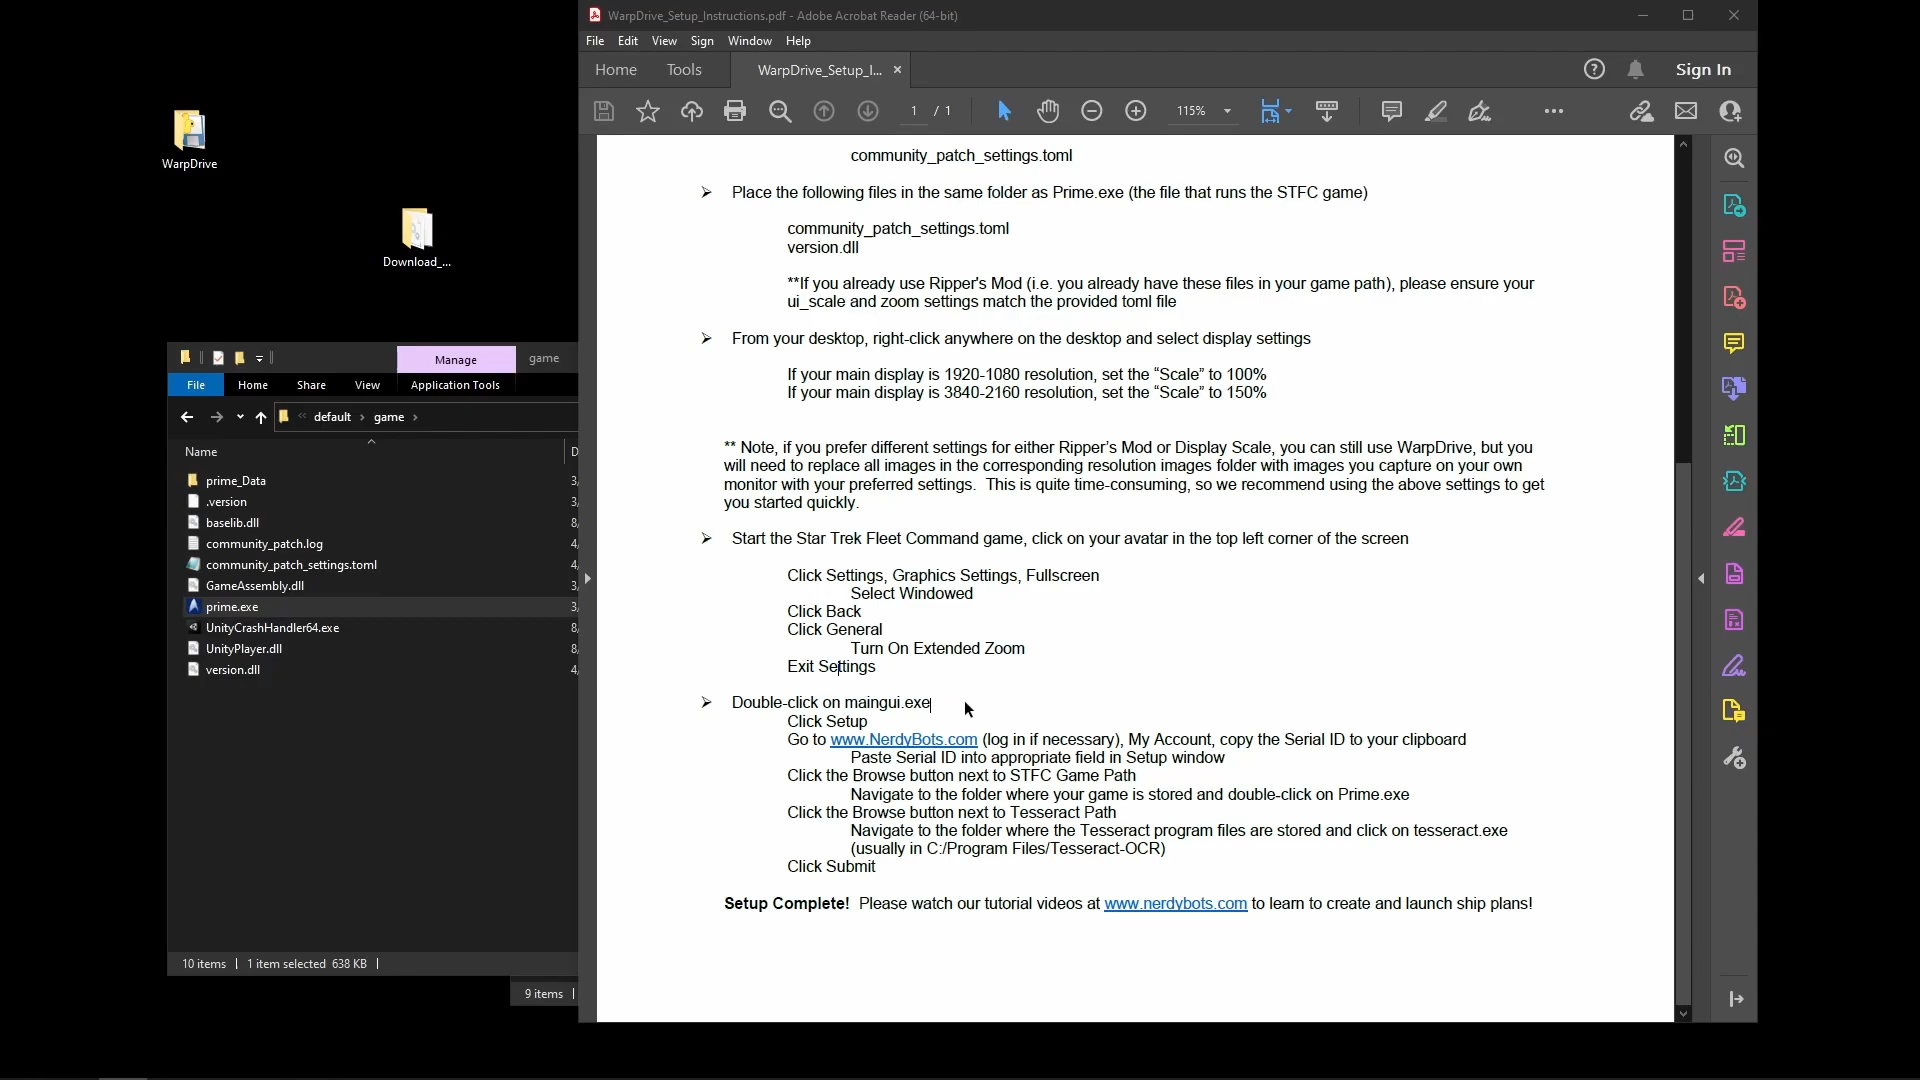 WarpDrive_Setup_Instructions.pdf - Adobe Acrobat Reader (64-bit)
File Edit View Sign Window Help
Home Tools WarpDrive_Setup_I... × Sign In
1 / 1 115%
WarpDrive
Download_...
Manage game
File Home Share View Application Tools
default › game ›
Name D
prime_Data 3/
.version 3/
baselib.dll 8/
community_patch.log 4/
community_patch_settings.toml 4/
GameAssembly.dll 3/
prime.exe 3/
UnityCrashHandler64.exe 8/
UnityPlayer.dll 8/
version.dll 4/
10 items | 1 item selected 638 KB |
9 items |
community_patch_settings.toml
➢ Place the following files in the same folder as Prime.exe (the file that runs the STFC game)
community_patch_settings.toml
version.dll
**If you already use Ripper's Mod (i.e. you already have these files in your game path), please ensure your
ui_scale and zoom settings match the provided toml file
➢ From your desktop, right-click anywhere on the desktop and select display settings
If your main display is 1920-1080 resolution, set the “Scale” to 100%
If your main display is 3840-2160 resolution, set the “Scale” to 150%
** Note, if you prefer different settings for either Ripper’s Mod or Display Scale, you can still use WarpDrive, but you
will need to replace all images in the corresponding resolution images folder with images you capture on your own
monitor with your preferred settings.  This is quite time-consuming, so we recommend using the above settings to get
you started quickly.
➢ Start the Star Trek Fleet Command game, click on your avatar in the top left corner of the screen
Click Settings, Graphics Settings, Fullscreen
Select Windowed
Click Back
Click General
Turn On Extended Zoom
Exit Settings
➢ Double-click on maingui.exe
Click Setup
Go to www.NerdyBots.com (log in if necessary), My Account, copy the Serial ID to your clipboard
Paste Serial ID into appropriate field in Setup window
Click the Browse button next to STFC Game Path
Navigate to the folder where your game is stored and double-click on Prime.exe
Click the Browse button next to Tesseract Path
Navigate to the folder where the Tesseract program files are stored and click on tesseract.exe
(usually in C:/Program Files/Tesseract-OCR)
Click Submit
Setup Complete!  Please watch our tutorial videos at www.nerdybots.com to learn to create and launch ship plans!